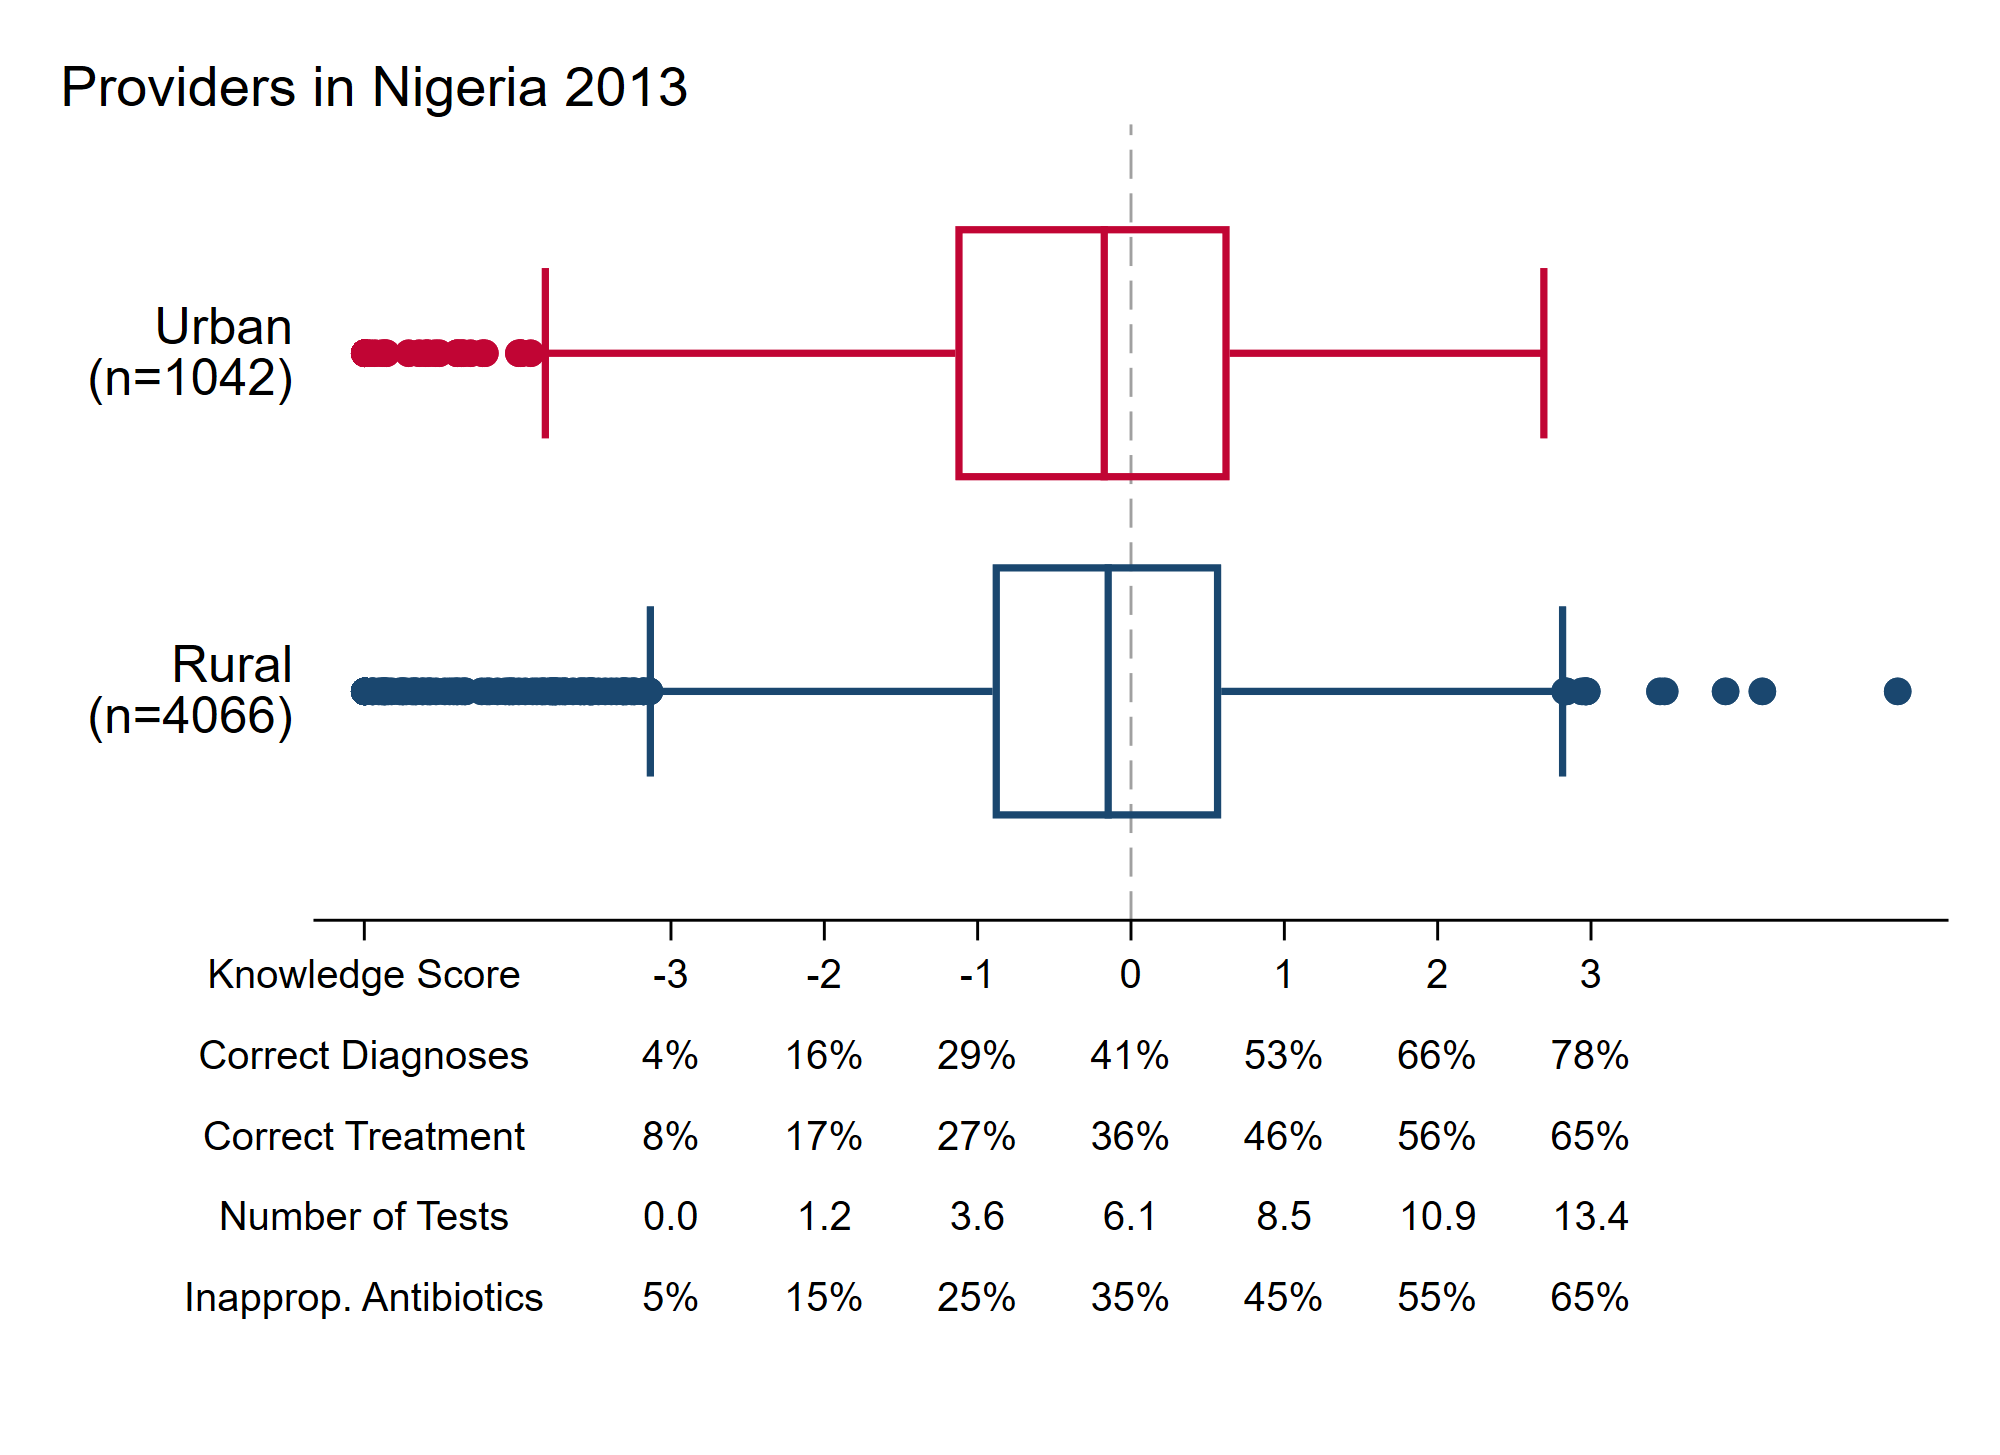 Providers in Nigeria 2013
Urban
(n=1042)
Rural
(n=4066)
Knowledge Score -3 -2 -1 0 1 2 3
Correct Diagnoses 4% 16% 29% 41% 53% 66% 78%
Correct Treatment 8% 17% 27% 36% 46% 56% 65%
Number of Tests 0.0 1.2 3.6 6.1 8.5 10.9 13.4
Inapprop. Antibiotics 5% 15% 25% 35% 45% 55% 65%